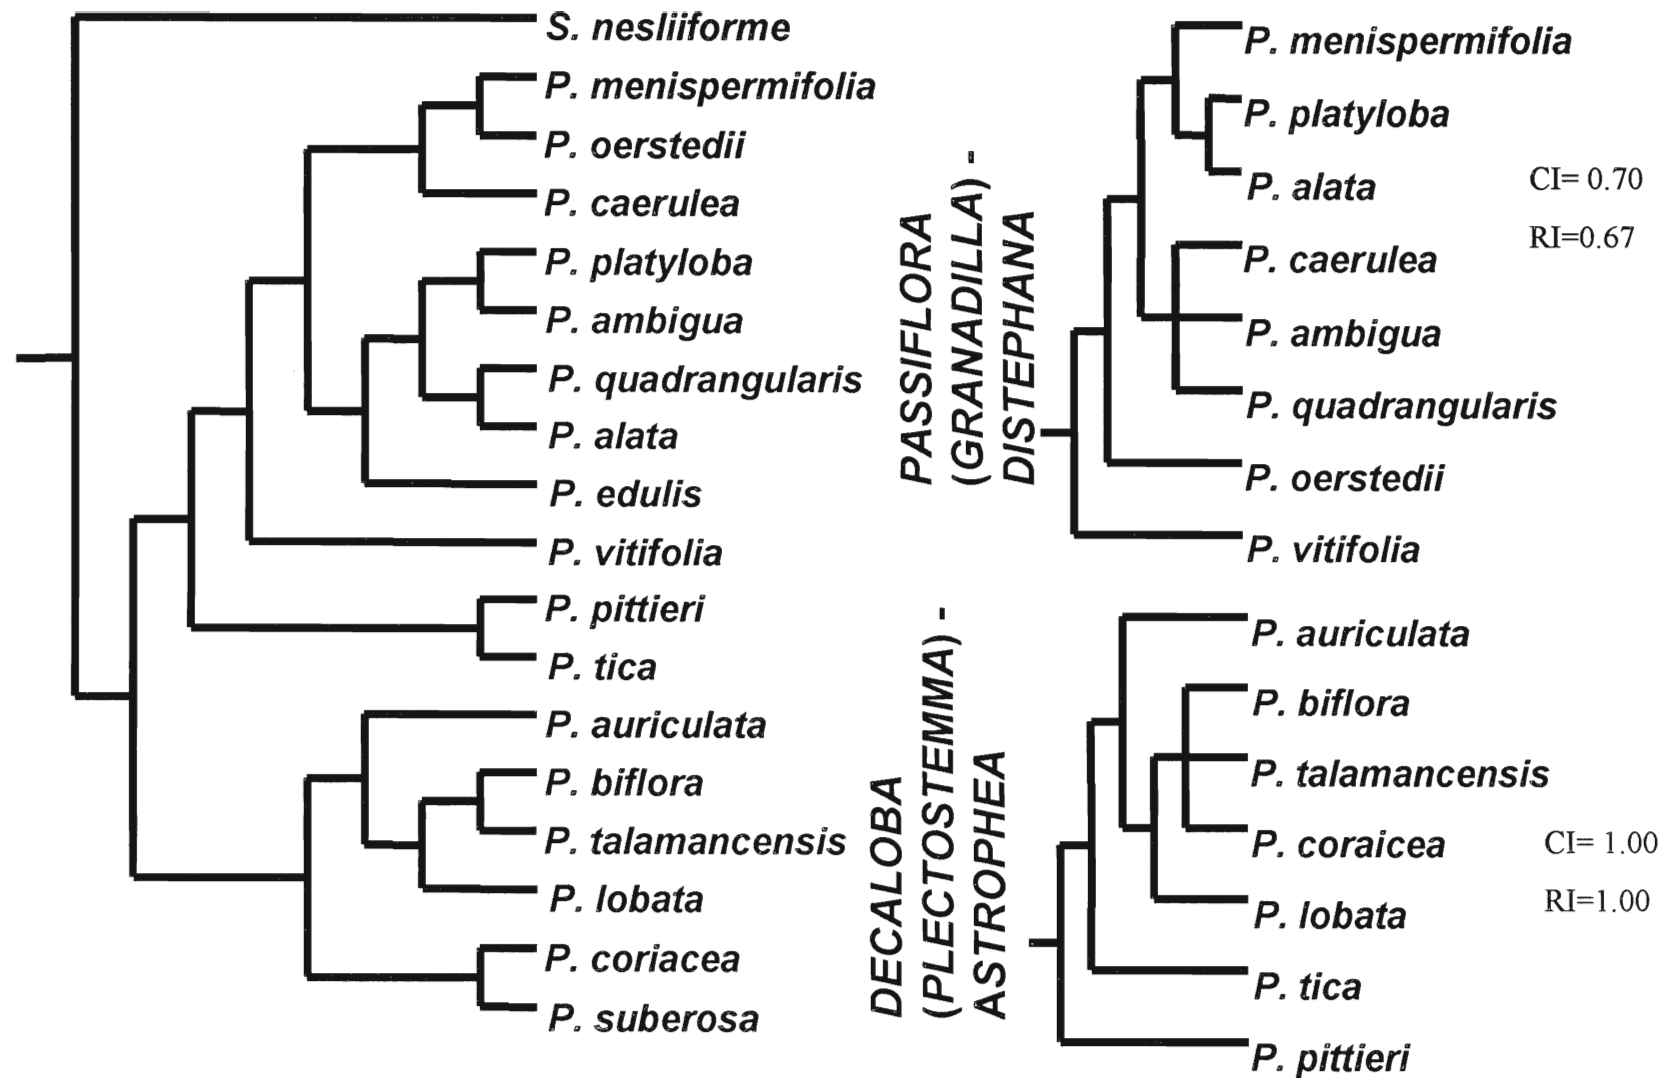 S. nesliiforme
P. menispermifolia
P. oerstedii
P. caerulea
P. platyloba
P. ambigua
P. quadrangularis
P. alata
P. edulis
P. vitifolia
P. pittieri
P. tica
P. auriculata
P. biflora
P. talamancensis
P. lobata
P. coriacea
P. suberosa
PASSIFLORA
(GRANADILLA) -
DISTEPHANA
P. menispermifolia
P. platyloba
P. alata
P. caerulea
P. ambigua
P. quadrangularis
P. oerstedii
P. vitifolia
CI= 0.70
RI=0.67
DECALOBA
(PLECTOSTEMMA) -
ASTROPHEA
P. auriculata
P. biflora
P. talamancensis
P. coraicea
P. lobata
P. tica
P. pittieri
CI= 1.00
RI=1.00